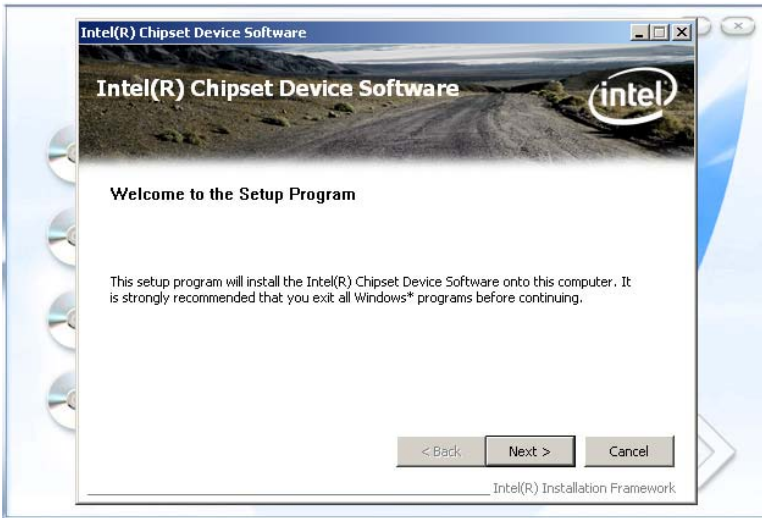 Intel(R) Chipset Device Software
Intel(R) Chipset Device Software
intel
Welcome to the Setup Program
This setup program will install the Intel(R) Chipset Device Software onto this computer. It
is strongly recommended that you exit all Windows* programs before continuing.
< Back Next > Cancel
Intel(R) Installation Framework